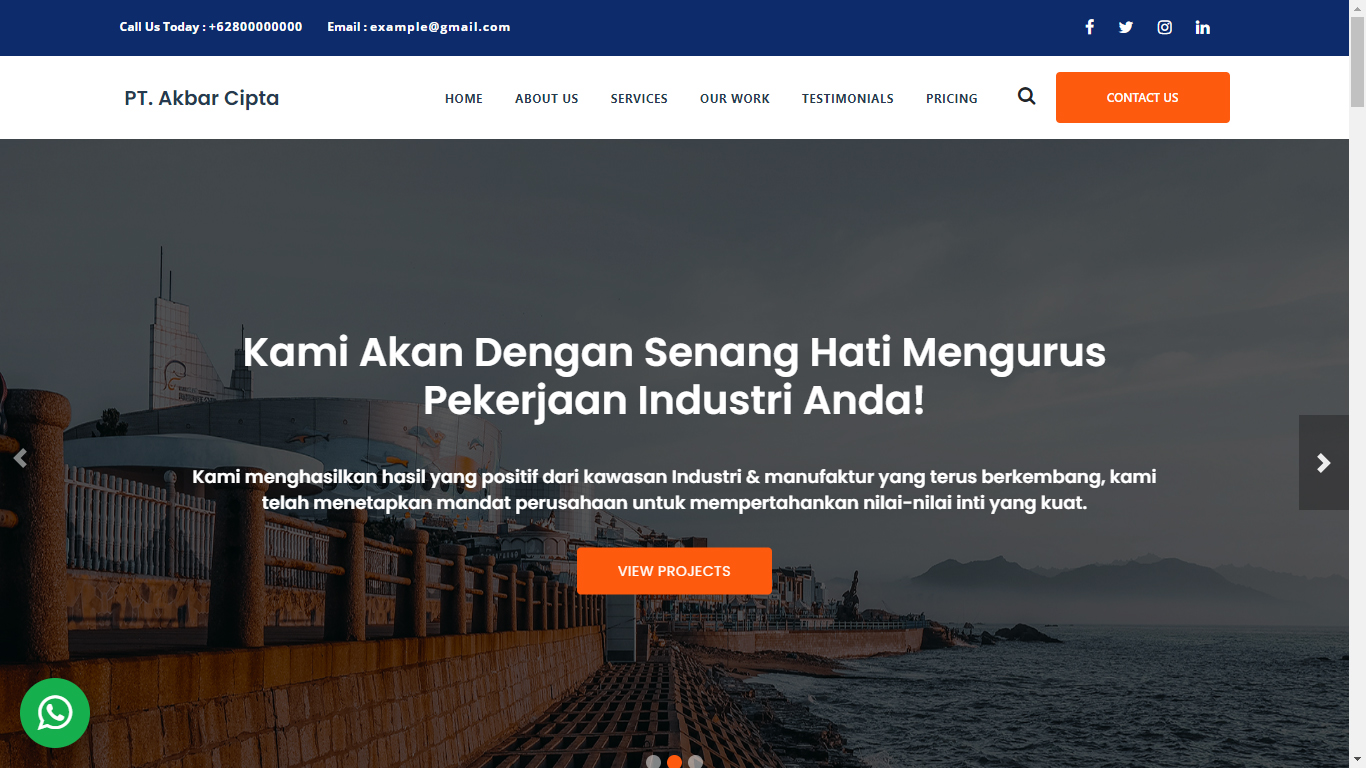 Call Us Today : +62800000000 Email : example@gmail.com
PT. Akbar Cipta HOME ABOUT US SERVICES OUR WORK TESTIMONIALS PRICING CONTACT US
Kami Akan Dengan Senang Hati Mengurus
Pekerjaan Industri Anda!
Kami menghasilkan hasil yang positif dari kawasan Industri & manufaktur yang terus berkembang, kami
telah menetapkan mandat perusahaan untuk mempertahankan nilai-nilai inti yang kuat.
VIEW PROJECTS